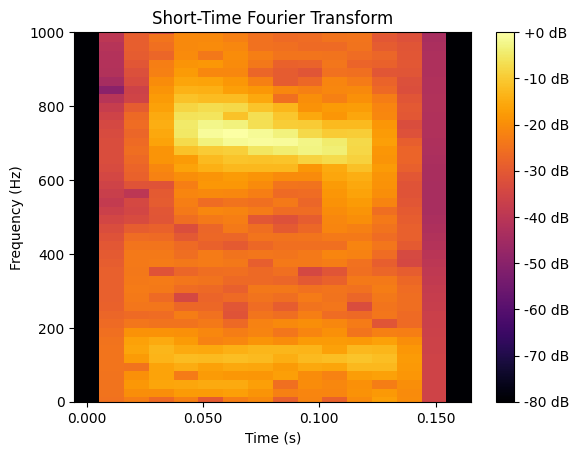 Short-Time Fourier Transform
1000
800
600
400
200
0
Frequency (Hz)
0.000
0.050
0.100
0.150
Time (s)
+0 dB
-10 dB
-20 dB
-30 dB
-40 dB
-50 dB
-60 dB
-70 dB
-80 dB